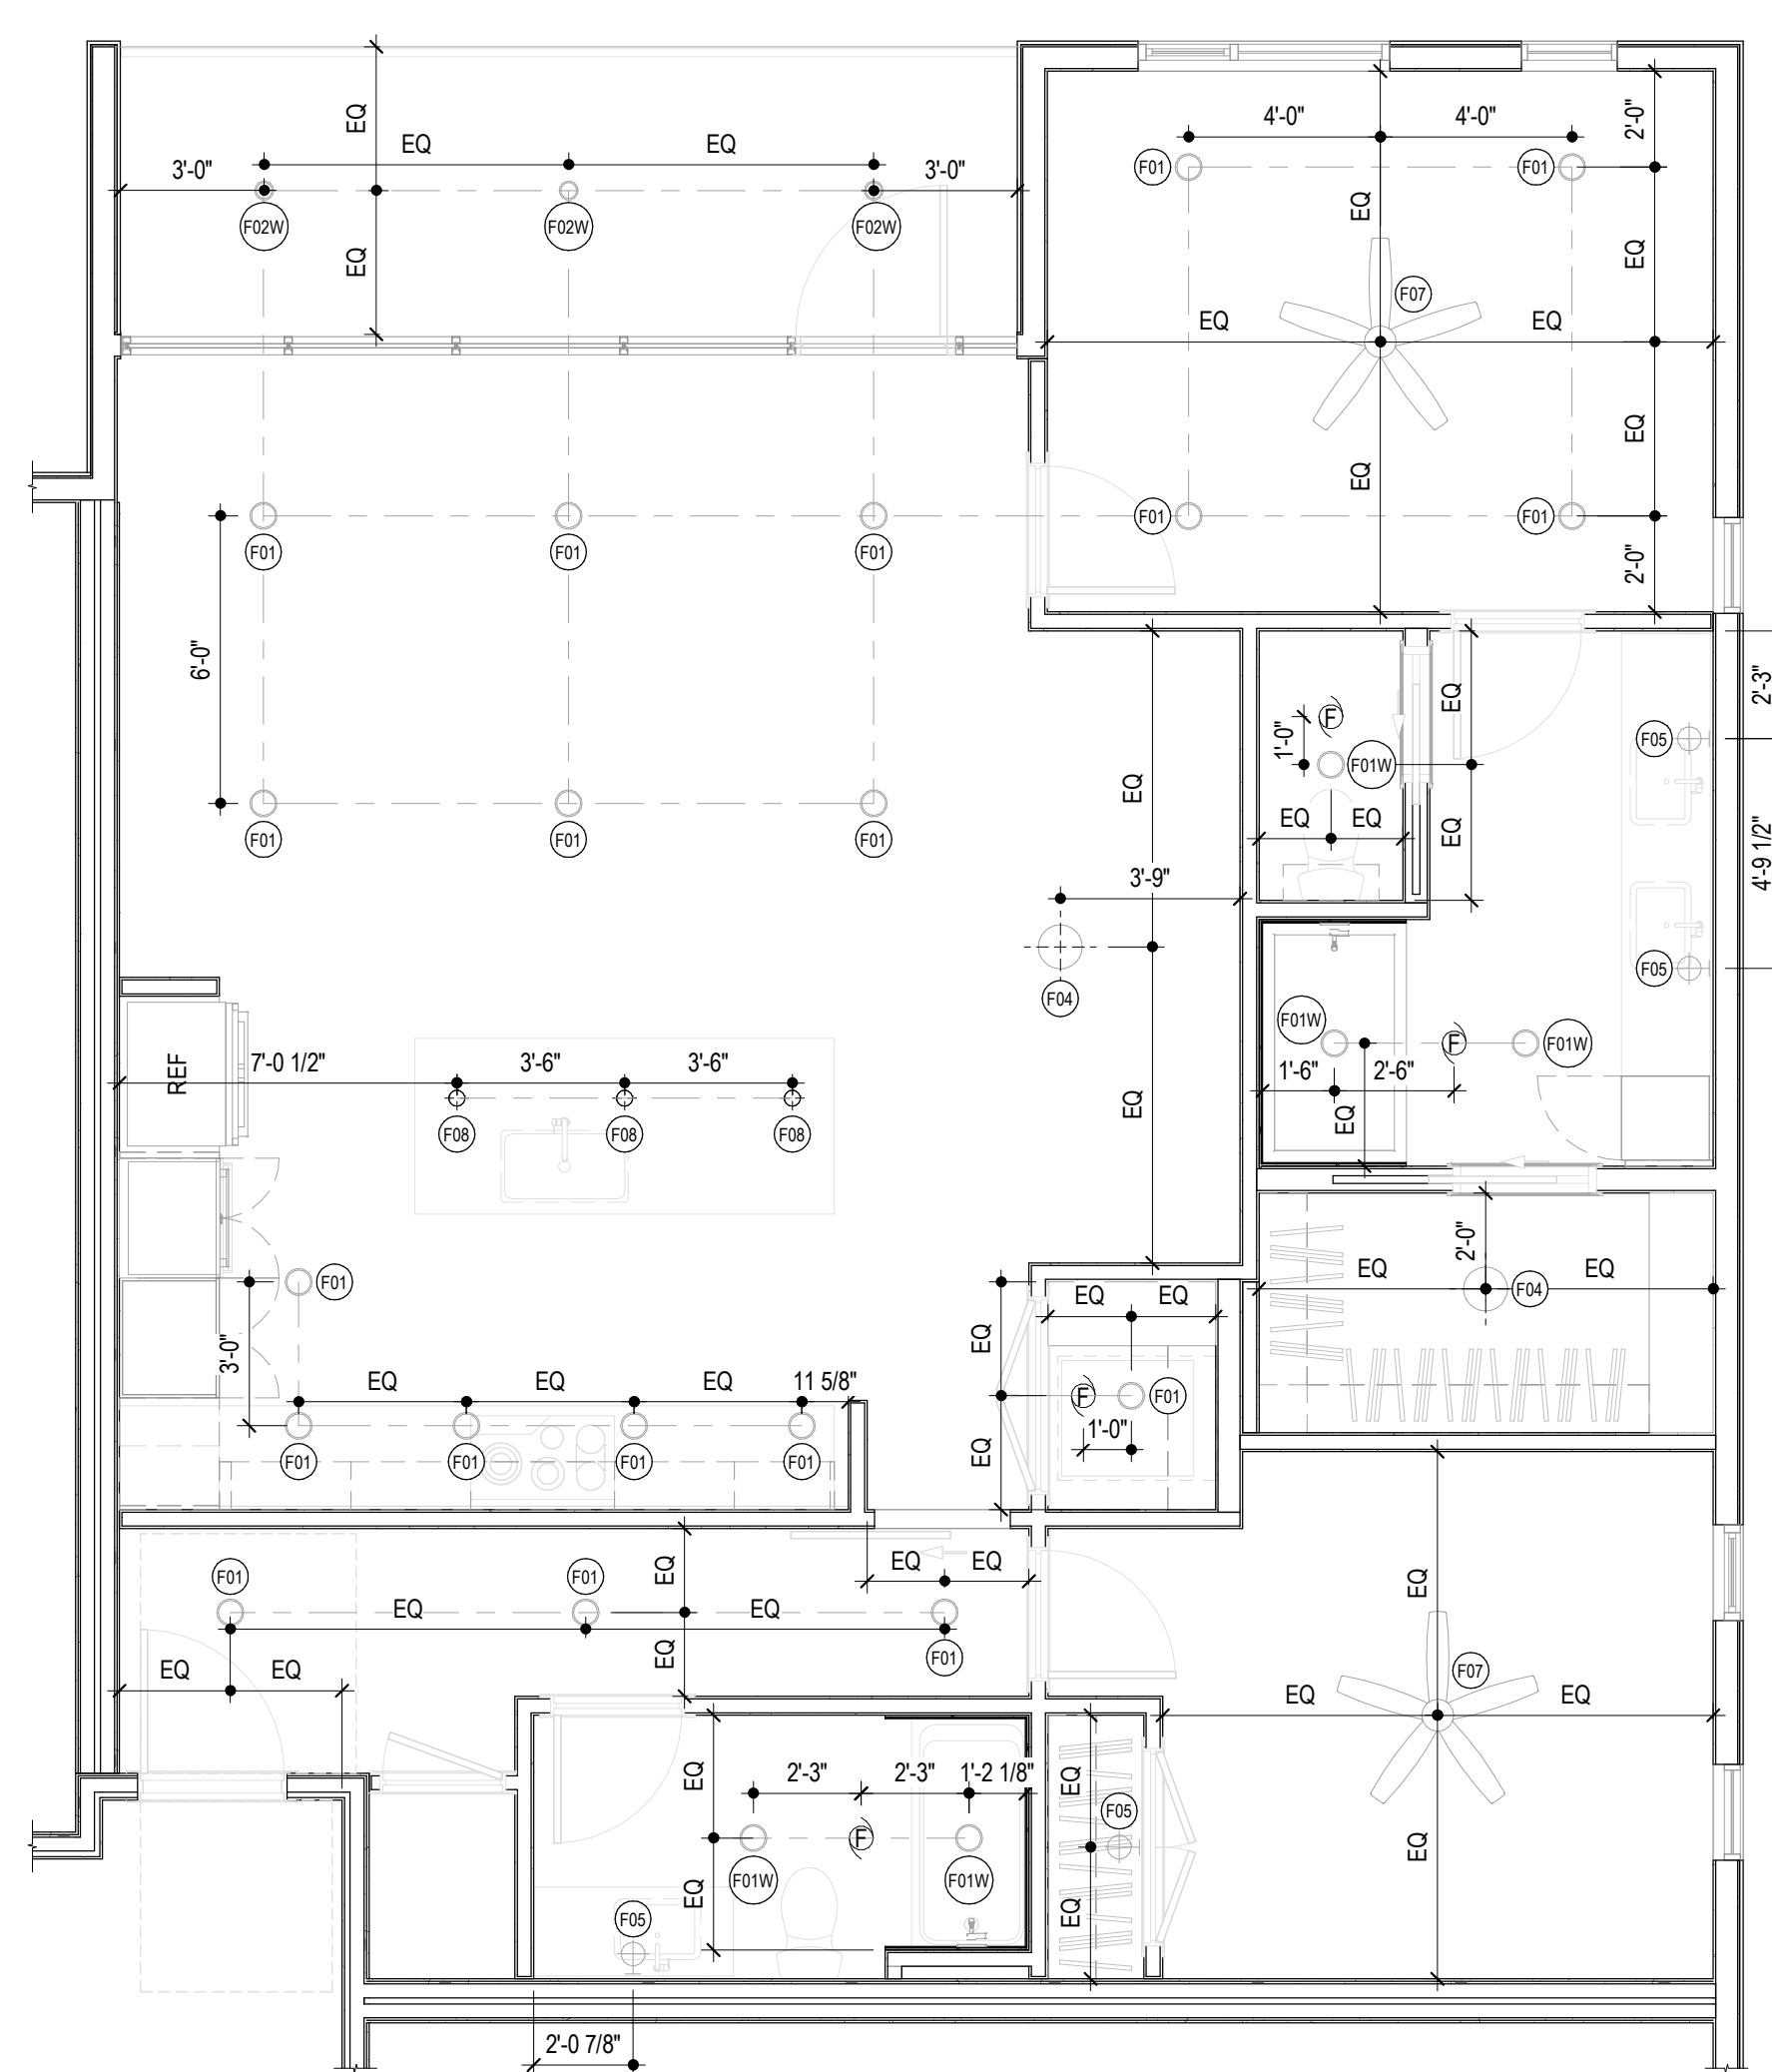 EQ
4'-0"
4'-0"
2'-0"
EQ
EQ
3'-0"
3'-0"
F01
F01
EQ
F02W
F02W
F02W
EQ
EQ
F07
EQ
EQ
EQ
EQ
EQ
F01
F01
F01
F01
F01
2'-0"
6'-0"
2'-3"
EQ
F
1'-0"
F05
F01W
EQ
EQ
EQ
EQ
F01
F01
F01
4'-9 1/2"
3'-9"
F05
F04
F01W
F
F01W
REF
7'-0 1/2"
3'-6"
3'-6"
1'-6"
2'-6"
EQ
EQ
F08
F08
F08
2'-0"
EQ
EQ
F01
F04
EQ
EQ
EQ
3'-0"
EQ
EQ
EQ
11 5/8"
F
F01
1'-0"
F01
F01
F01
F01
EQ
F01
F01
EQ
EQ
EQ
EQ
EQ
EQ
EQ
F01
EQ
EQ
F07
EQ
EQ
EQ
2'-3"
2'-3"
1'-2 1/8"
EQ
F05
F
EQ
F01W
F01W
EQ
EQ
F05
2'-0 7/8"